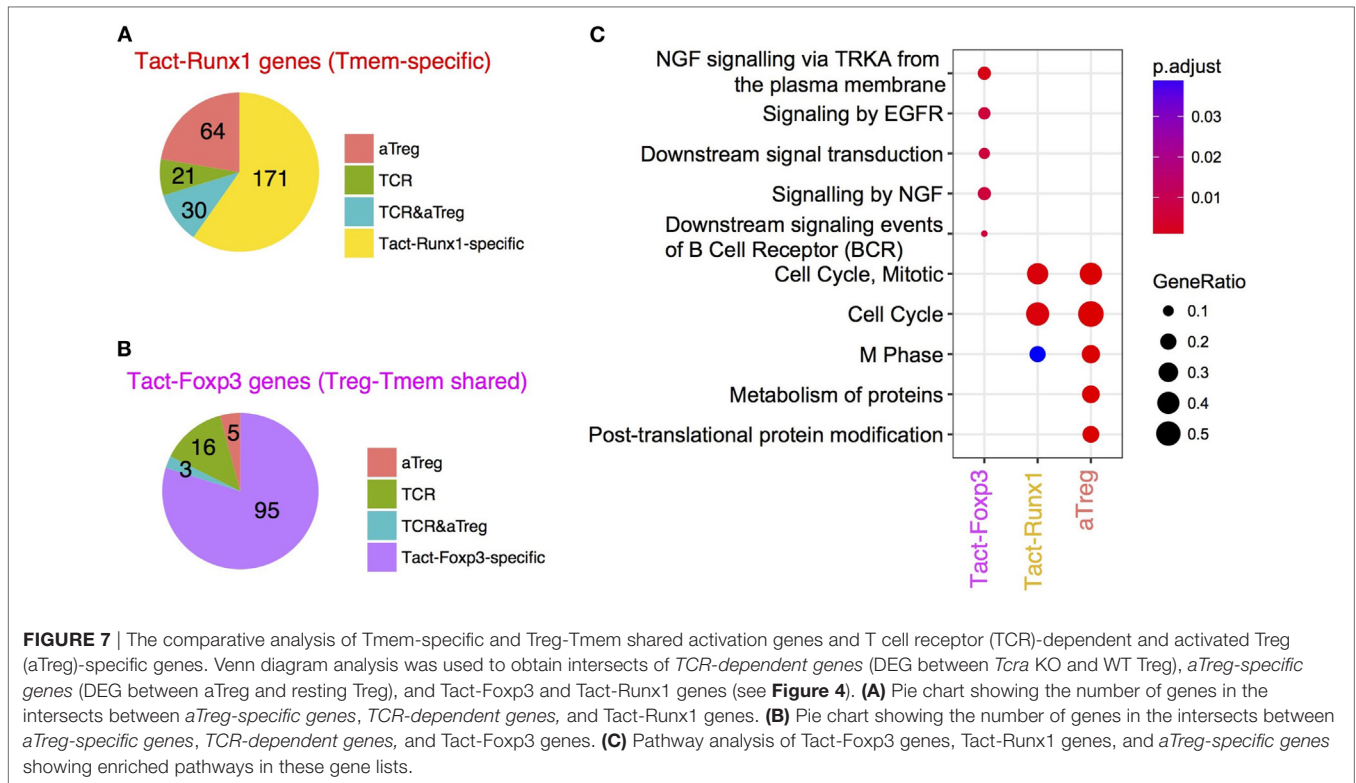 A
Tact-Runx1 genes (Tmem-specific)
64
21
30
171
aTreg
TCR
TCR&aTreg
Tact-Runx1-specific
B
Tact-Foxp3 genes (Treg-Tmem shared)
5
16
3
95
aTreg
TCR
TCR&aTreg
Tact-Foxp3-specific
C
NGF signalling via TRKA from
the plasma membrane
Signaling by EGFR
Downstream signal transduction
Signalling by NGF
Downstream signaling events
of B Cell Receptor (BCR)
Cell Cycle, Mitotic
Cell Cycle
M Phase
Metabolism of proteins
Post-translational protein modification
Tact-Foxp3
Tact-Runx1
aTreg
p.adjust
0.03
0.02
0.01
GeneRatio
0.1
0.2
0.3
0.4
0.5
FIGURE 7 | The comparative analysis of Tmem-specific and Treg-Tmem shared activation genes and T cell receptor (TCR)-dependent and activated Treg
(aTreg)-specific genes. Venn diagram analysis was used to obtain intersects of TCR-dependent genes (DEG between Tcra KO and WT Treg), aTreg-specific
genes (DEG between aTreg and resting Treg), and Tact-Foxp3 and Tact-Runx1 genes (see Figure 4). (A) Pie chart showing the number of genes in the
intersects between aTreg-specific genes, TCR-dependent genes, and Tact-Runx1 genes. (B) Pie chart showing the number of genes in the intersects between
aTreg-specific genes, TCR-dependent genes, and Tact-Foxp3 genes. (C) Pathway analysis of Tact-Foxp3 genes, Tact-Runx1 genes, and aTreg-specific genes
showing enriched pathways in these gene lists.